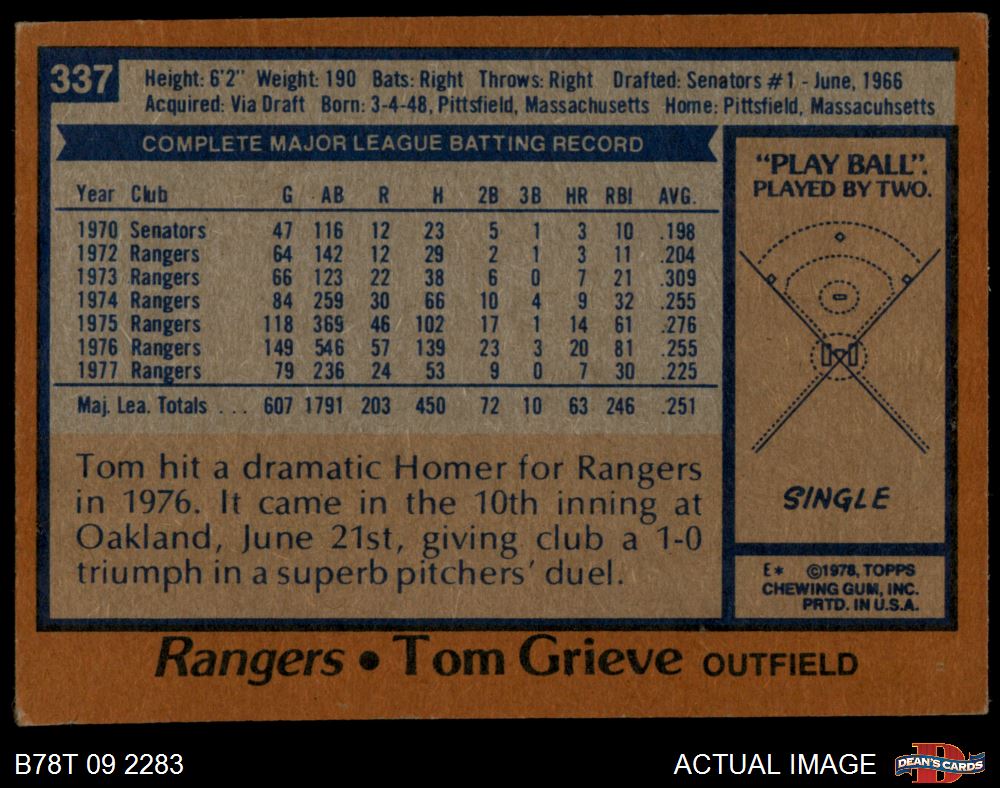 337
Height: 6'2" Weight: 190 Bats: Right Throws: Right Drafted: Senators #1 - June, 1966
Acquired: Via Draft Born: 3-4-48, Pittsfield, Massachusetts Home: Pittsfield, Massacuhsetts
COMPLETE MAJOR LEAGUE BATTING RECORD
Year Club G AB R H 2B 3B HR RBI AVG.
1970 Senators 47 116 12 23 5 1 3 10 .198
1972 Rangers 64 142 12 29 2 1 3 11 .204
1973 Rangers 66 123 22 38 6 0 7 21 .309
1974 Rangers 84 259 30 66 10 4 9 32 .255
1975 Rangers 118 369 46 102 17 1 14 61 .276
1976 Rangers 149 546 57 139 23 3 20 81 .255
1977 Rangers 79 236 24 53 9 0 7 30 .225
Maj. Lea. Totals ... 607 1791 203 450 72 10 63 246 .251
Tom hit a dramatic Homer for Rangers
in 1976. It came in the 10th inning at
Oakland, June 21st, giving club a 1-0
triumph in a superb pitchers' duel.
"PLAY BALL".
PLAYED BY TWO.
SINGLE
E* ©1978, TOPPS
CHEWING GUM, INC.
PRTD. IN U.S.A.
Rangers • Tom Grieve OUTFIELD
B78T 09 2283
ACTUAL IMAGE
D
DEAN'S CARDS